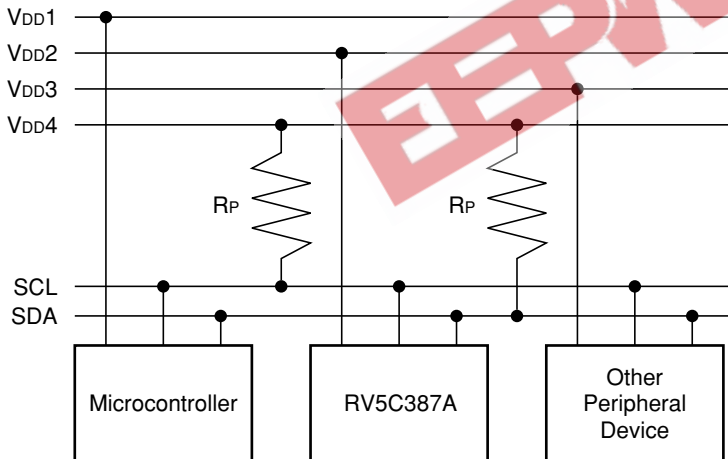 VDD1
VDD2
VDD3
VDD4
RP RP
SCL
SDA
Microcontroller
RV5C387A
Other
Peripheral
Device